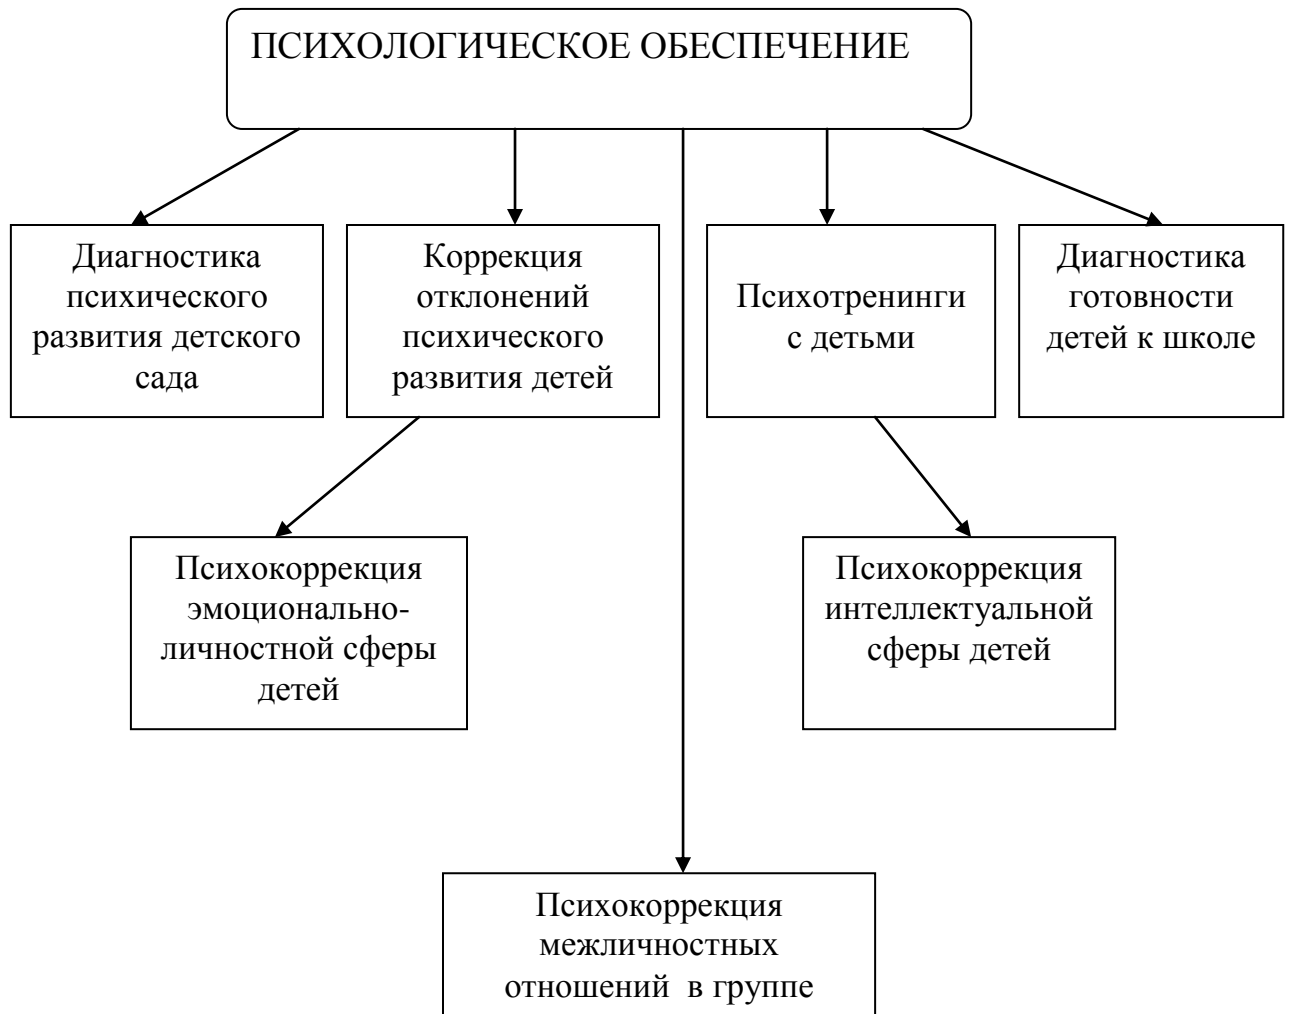 ПСИХОЛОГИЧЕСКОЕ ОБЕСПЕЧЕНИЕ
Диагностика
психического
развития детского
сада
Коррекция
отклонений
психического
развития детей
Психотренинги
с детьми
Диагностика
готовности
детей к школе
Психокоррекция
эмоционально-
личностной сферы
детей
Психокоррекция
интеллектуальной
сферы детей
Психокоррекция
межличностных
отношений в группе